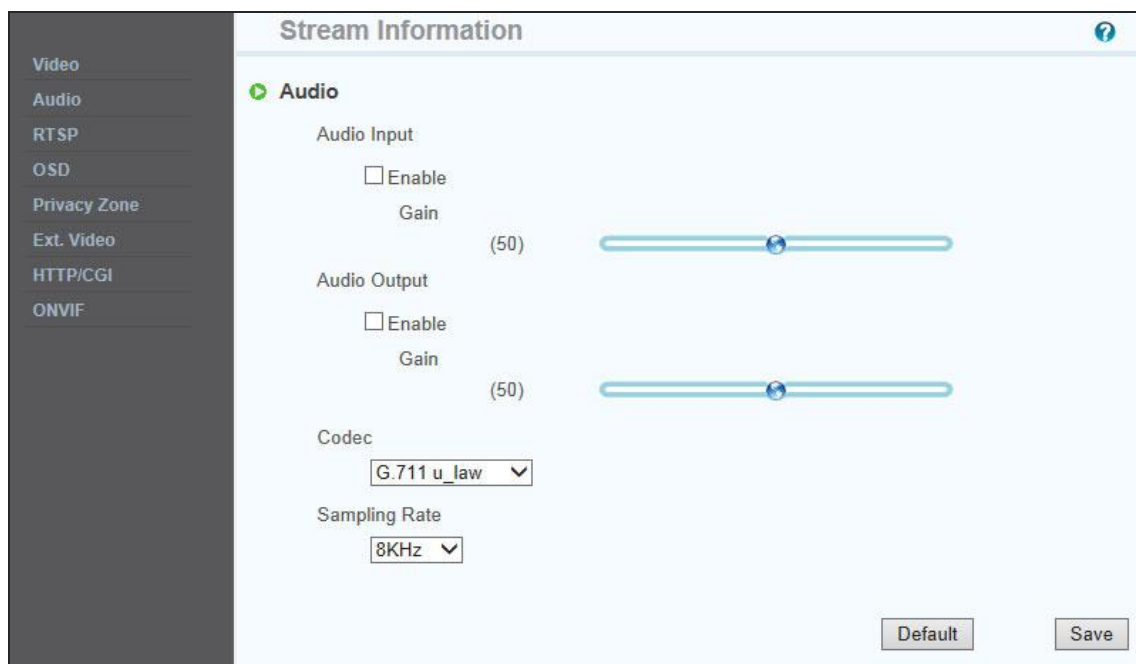 Stream Information
?
Video
Audio
RTSP
OSD
Privacy Zone
Ext. Video
HTTP/CGI
ONVIF
Audio
Audio Input
Enable
Gain
(50)
Audio Output
Enable
Gain
(50)
Codec
G.711 u_law
Sampling Rate
8KHz
Default Save